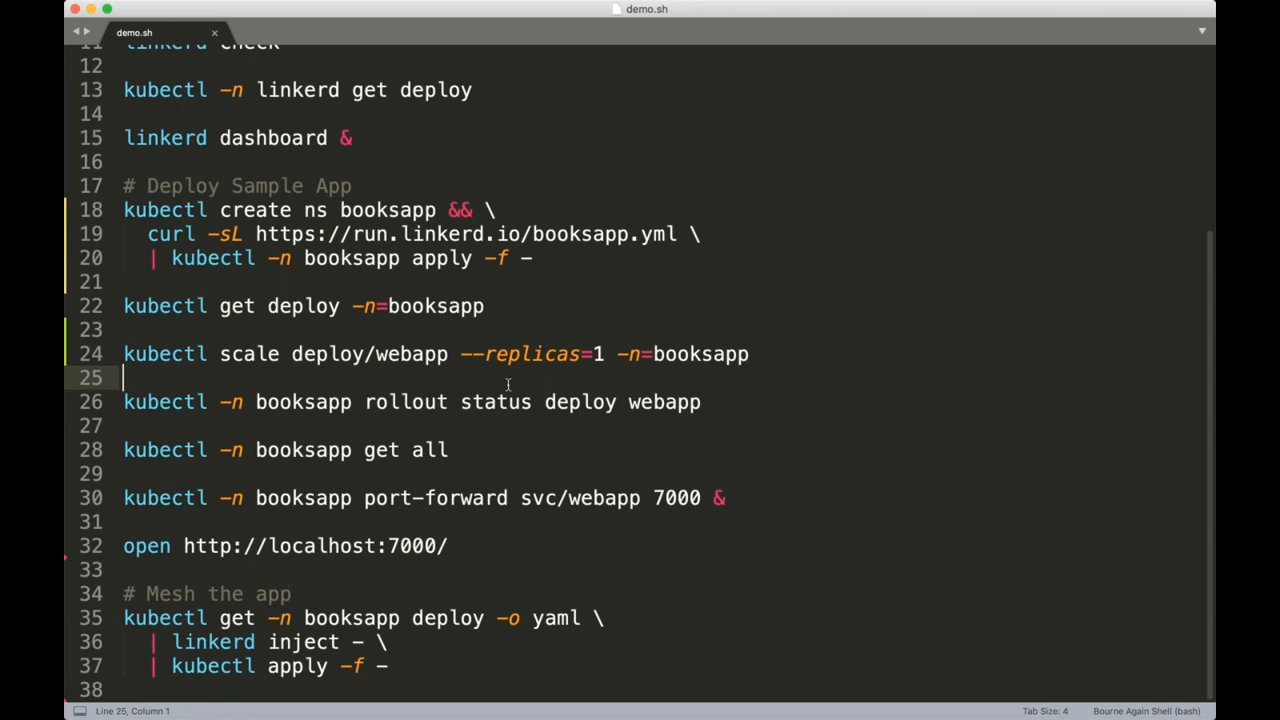 demo.sh
demo.sh ×
11 linkerd check
12
13 kubectl -n linkerd get deploy
14
15 linkerd dashboard &
16
17 # Deploy Sample App
18 kubectl create ns booksapp && \
19 curl -sL https://run.linkerd.io/booksapp.yml \
20 | kubectl -n booksapp apply -f -
21
22 kubectl get deploy -n=booksapp
23
24 kubectl scale deploy/webapp --replicas=1 -n=booksapp
25
26 kubectl -n booksapp rollout status deploy webapp
27
28 kubectl -n booksapp get all
29
30 kubectl -n booksapp port-forward svc/webapp 7000 &
31
32 open http://localhost:7000/
33
34 # Mesh the app
35 kubectl get -n booksapp deploy -o yaml \
36 | linkerd inject - \
37 | kubectl apply -f -
38
Line 25, Column 1 Tab Size: 4 Bourne Again Shell (bash)